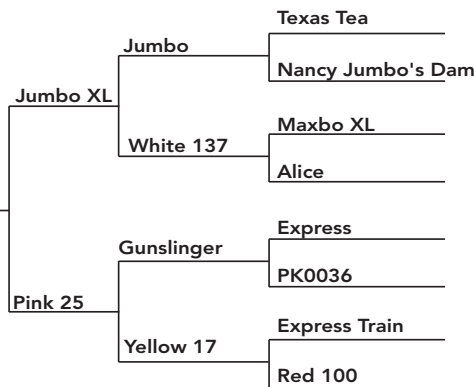 Texas Tea
Jumbo
Nancy Jumbo's Dam
Jumbo XL
Maxbo XL
White 137
Alice
Express
Gunslinger
PK0036
Pink 25
Express Train
Yellow 17
Red 100